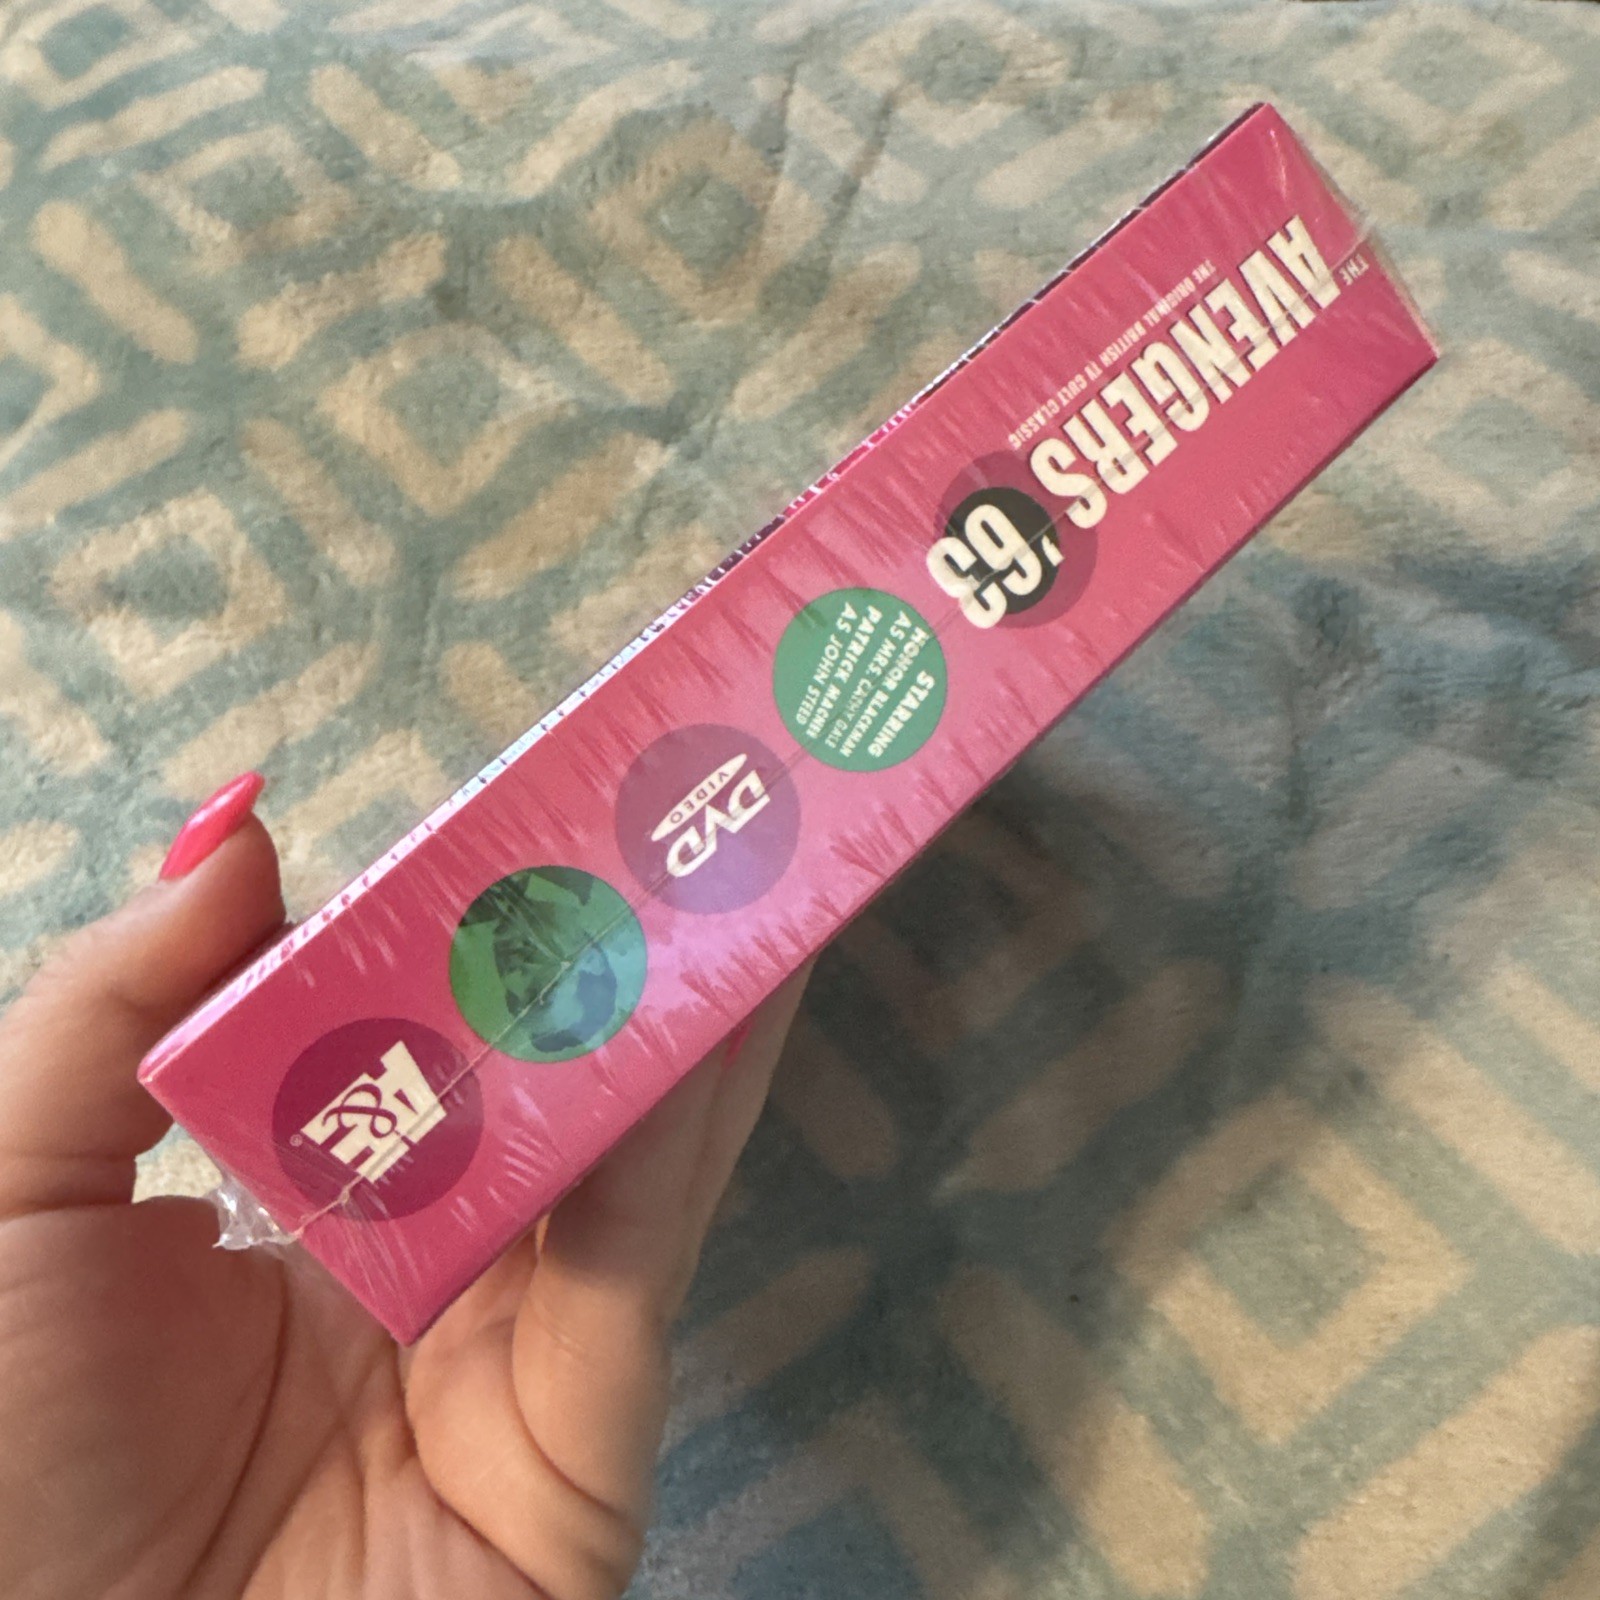 THE
AVENGERS
THE ORIGINAL BRITISH TV CULT CLASSIC
'63
STARRING
HONOR BLACKMAN
AS MRS. CATHY GALE
PATRICK MACNEE
AS JOHN STEED
DVD
VIDEO
A&E®